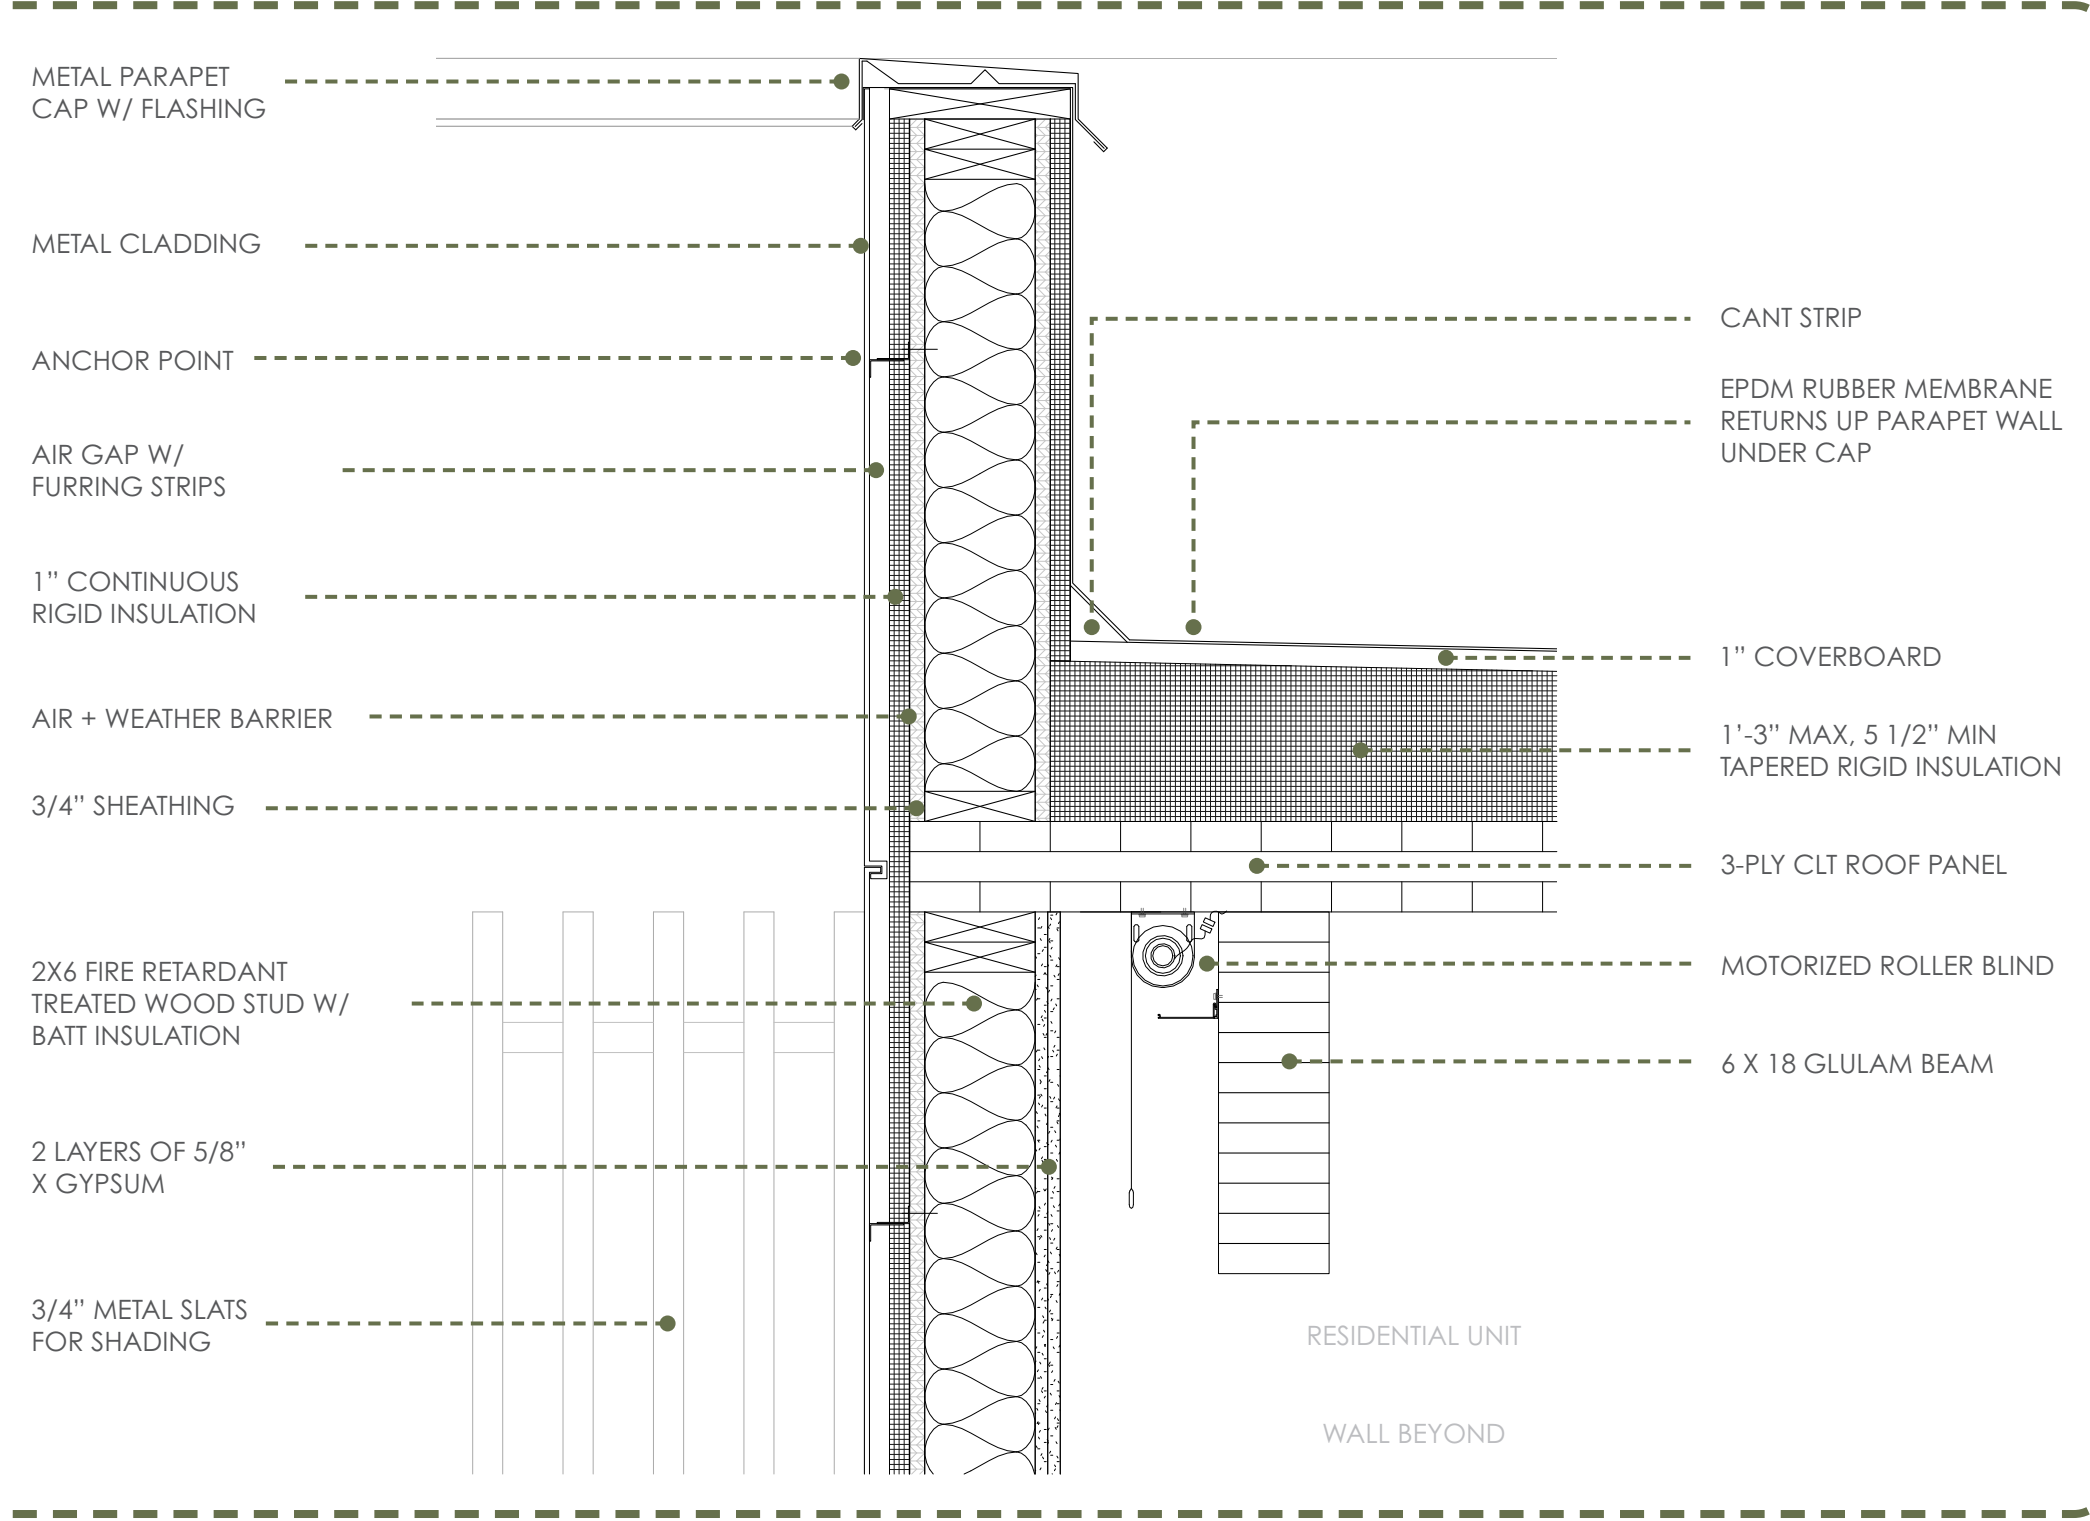 METAL PARAPET
CAP W/ FLASHING
METAL CLADDING
ANCHOR POINT
AIR GAP W/
FURRING STRIPS
1” CONTINUOUS
RIGID INSULATION
AIR + WEATHER BARRIER
3/4” SHEATHING
2X6 FIRE RETARDANT
TREATED WOOD STUD W/
BATT INSULATION
2 LAYERS OF 5/8”
X GYPSUM
3/4” METAL SLATS
FOR SHADING
CANT STRIP
EPDM RUBBER MEMBRANE
RETURNS UP PARAPET WALL
UNDER CAP
1” COVERBOARD
1’-3” MAX, 5 1/2” MIN
TAPERED RIGID INSULATION
3-PLY CLT ROOF PANEL
MOTORIZED ROLLER BLIND
6 X 18 GLULAM BEAM
RESIDENTIAL UNIT
WALL BEYOND